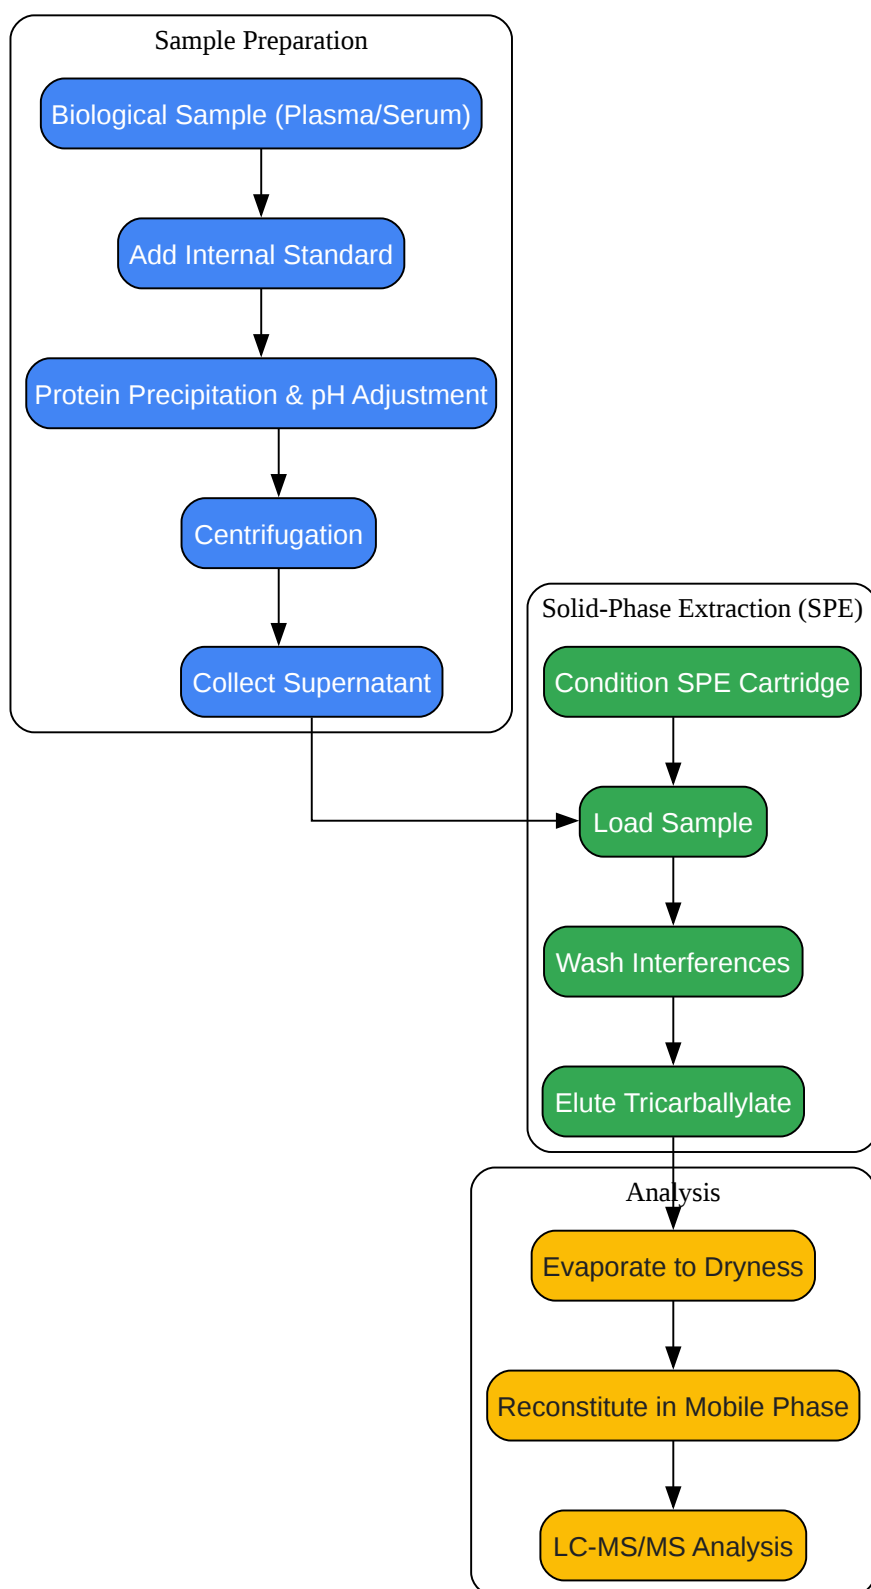 Sample Preparation
Biological Sample (Plasma/Serum)
Add Internal Standard
Protein Precipitation & pH Adjustment
Centrifugation
Collect Supernatant
Solid-Phase Extraction (SPE)
Condition SPE Cartridge
Load Sample
Wash Interferences
Elute Tricarballylate
Analysis
Evaporate to Dryness
Reconstitute in Mobile Phase
LC-MS/MS Analysis